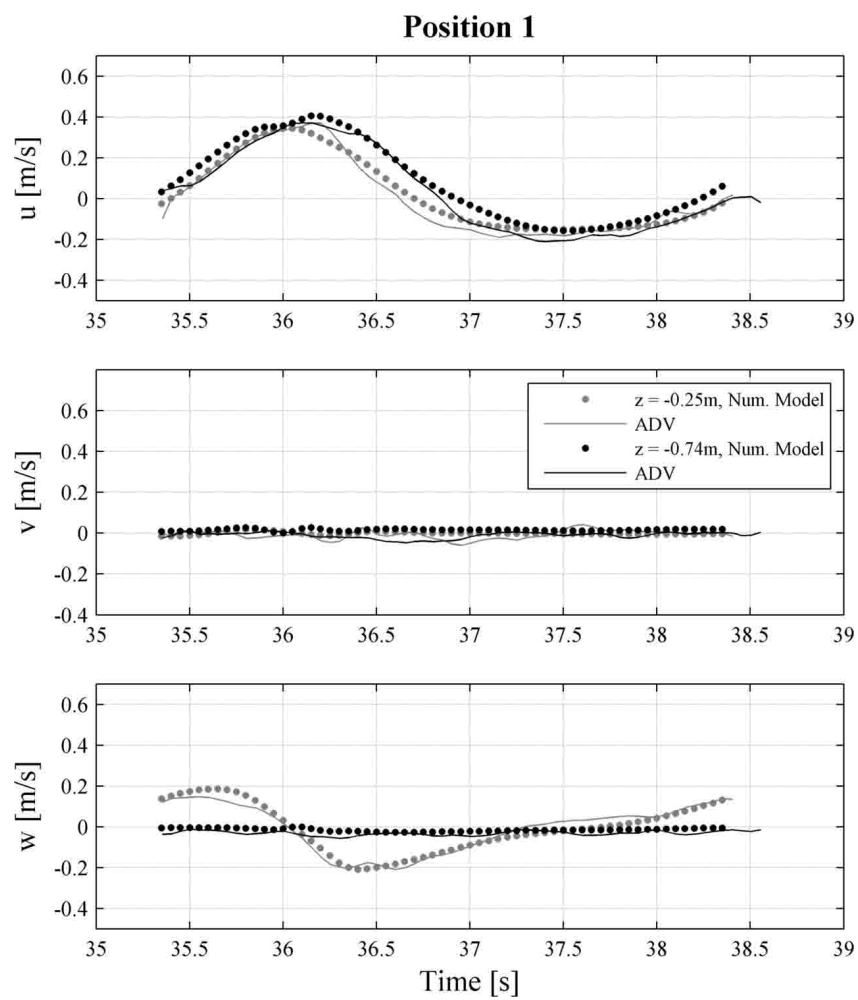 Position 1
0.6
0.4
0.2
0
-0.2
-0.4
u [m/s]
35 35.5 36 36.5 37 37.5 38 38.5 39
0.6
0.4
0.2
0
-0.2
-0.4
v [m/s]
z = -0.25m, Num. Model
ADV
z = -0.74m, Num. Model
ADV
35 35.5 36 36.5 37 37.5 38 38.5 39
0.6
0.4
0.2
0
-0.2
-0.4
w [m/s]
35 35.5 36 36.5 37 37.5 38 38.5 39
Time [s]